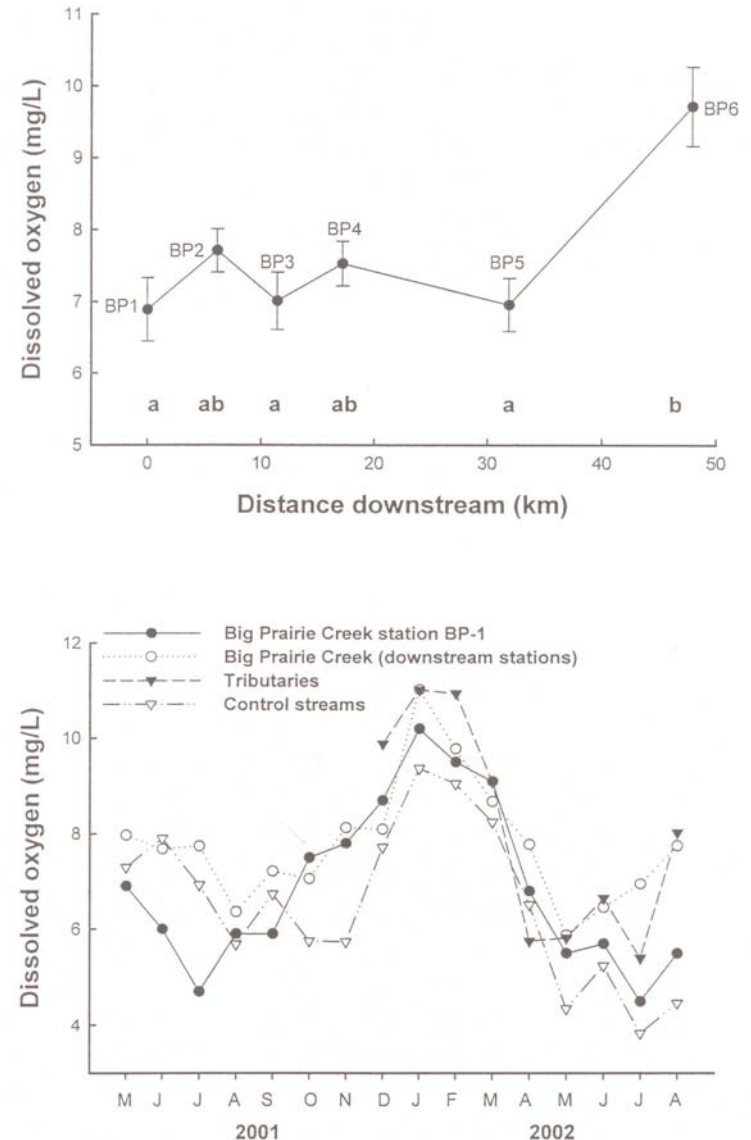 11
10
9
8
7
6
5
Dissolved oxygen (mg/L)
BP1
BP2
BP3
BP4
BP5
BP6
a ab a ab a b
0 10 20 30 40 50
Distance downstream (km)
Big Prairie Creek station BP-1
Big Prairie Creek (downstream stations)
Tributaries
Control streams
12
10
8
6
4
Dissolved oxygen (mg/L)
M J J A S O N D J F M A M J J A
2001 2002